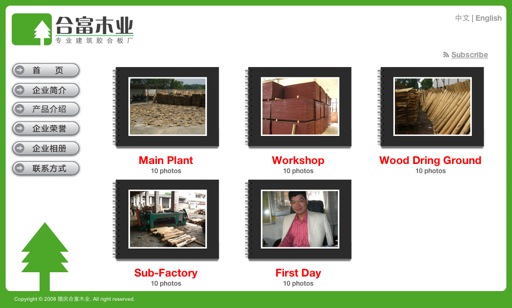 合富木业
专业建筑胶合板厂
中文 | English
Subscribe
首 页
企业简介
产品介绍
企业荣誉
企业相册
联系方式
Main Plant
10 photos
Workshop
10 photos
Wood Dring Ground
10 photos
Sub-Factory
10 photos
First Day
10 photos
Copyright © 2008 肇庆合富木业. All right reserved.